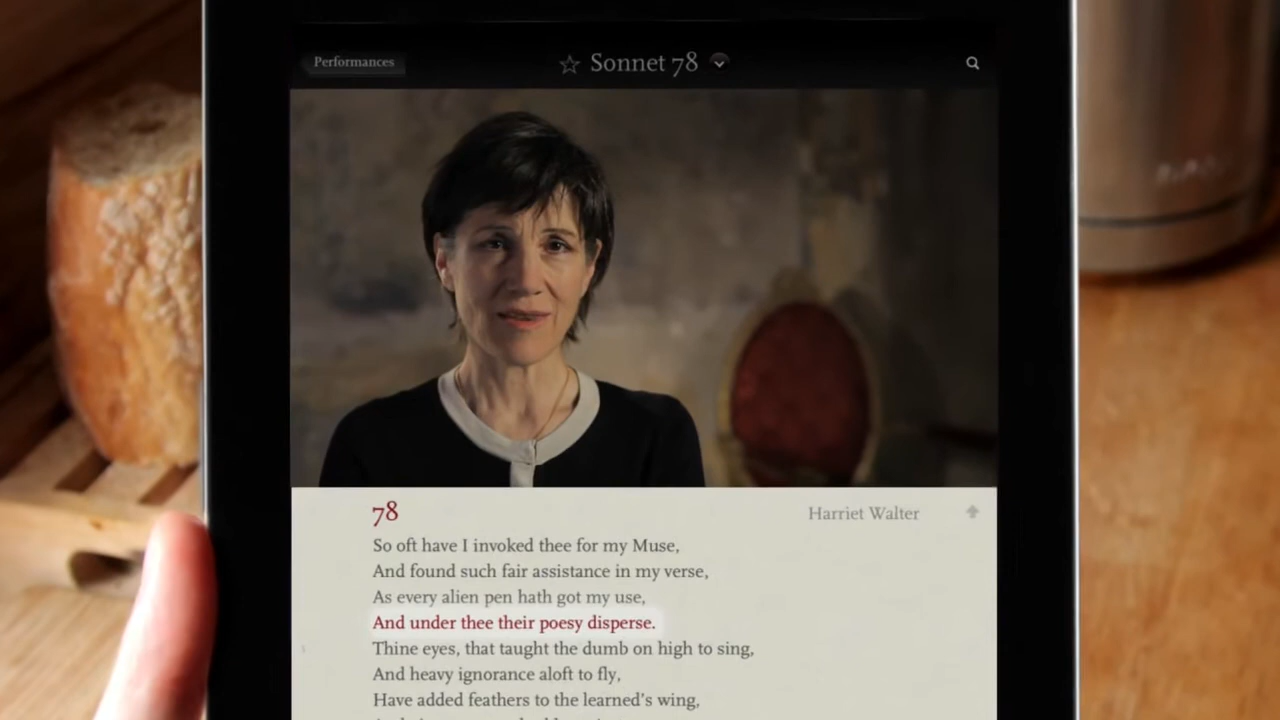 Performances
Sonnet 78
78
Harriet Walter
So oft have I invoked thee for my Muse,
And found such fair assistance in my verse,
As every alien pen hath got my use,
And under thee their poesy disperse.
Thine eyes, that taught the dumb on high to sing,
And heavy ignorance aloft to fly,
Have added feathers to the learned's wing,